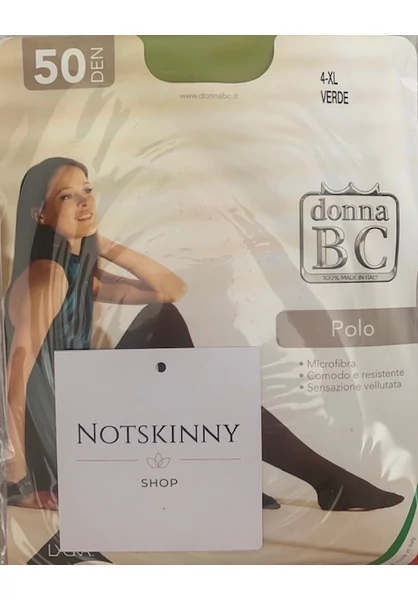 50 DEN
www.donnabc.it
4-XL
VERDE
donna
BC
100% MADE IN ITALY
Polo
• Microfibra
• Comodo e resistente
• Sensazione vellutata
NOTSKINNY
SHOP